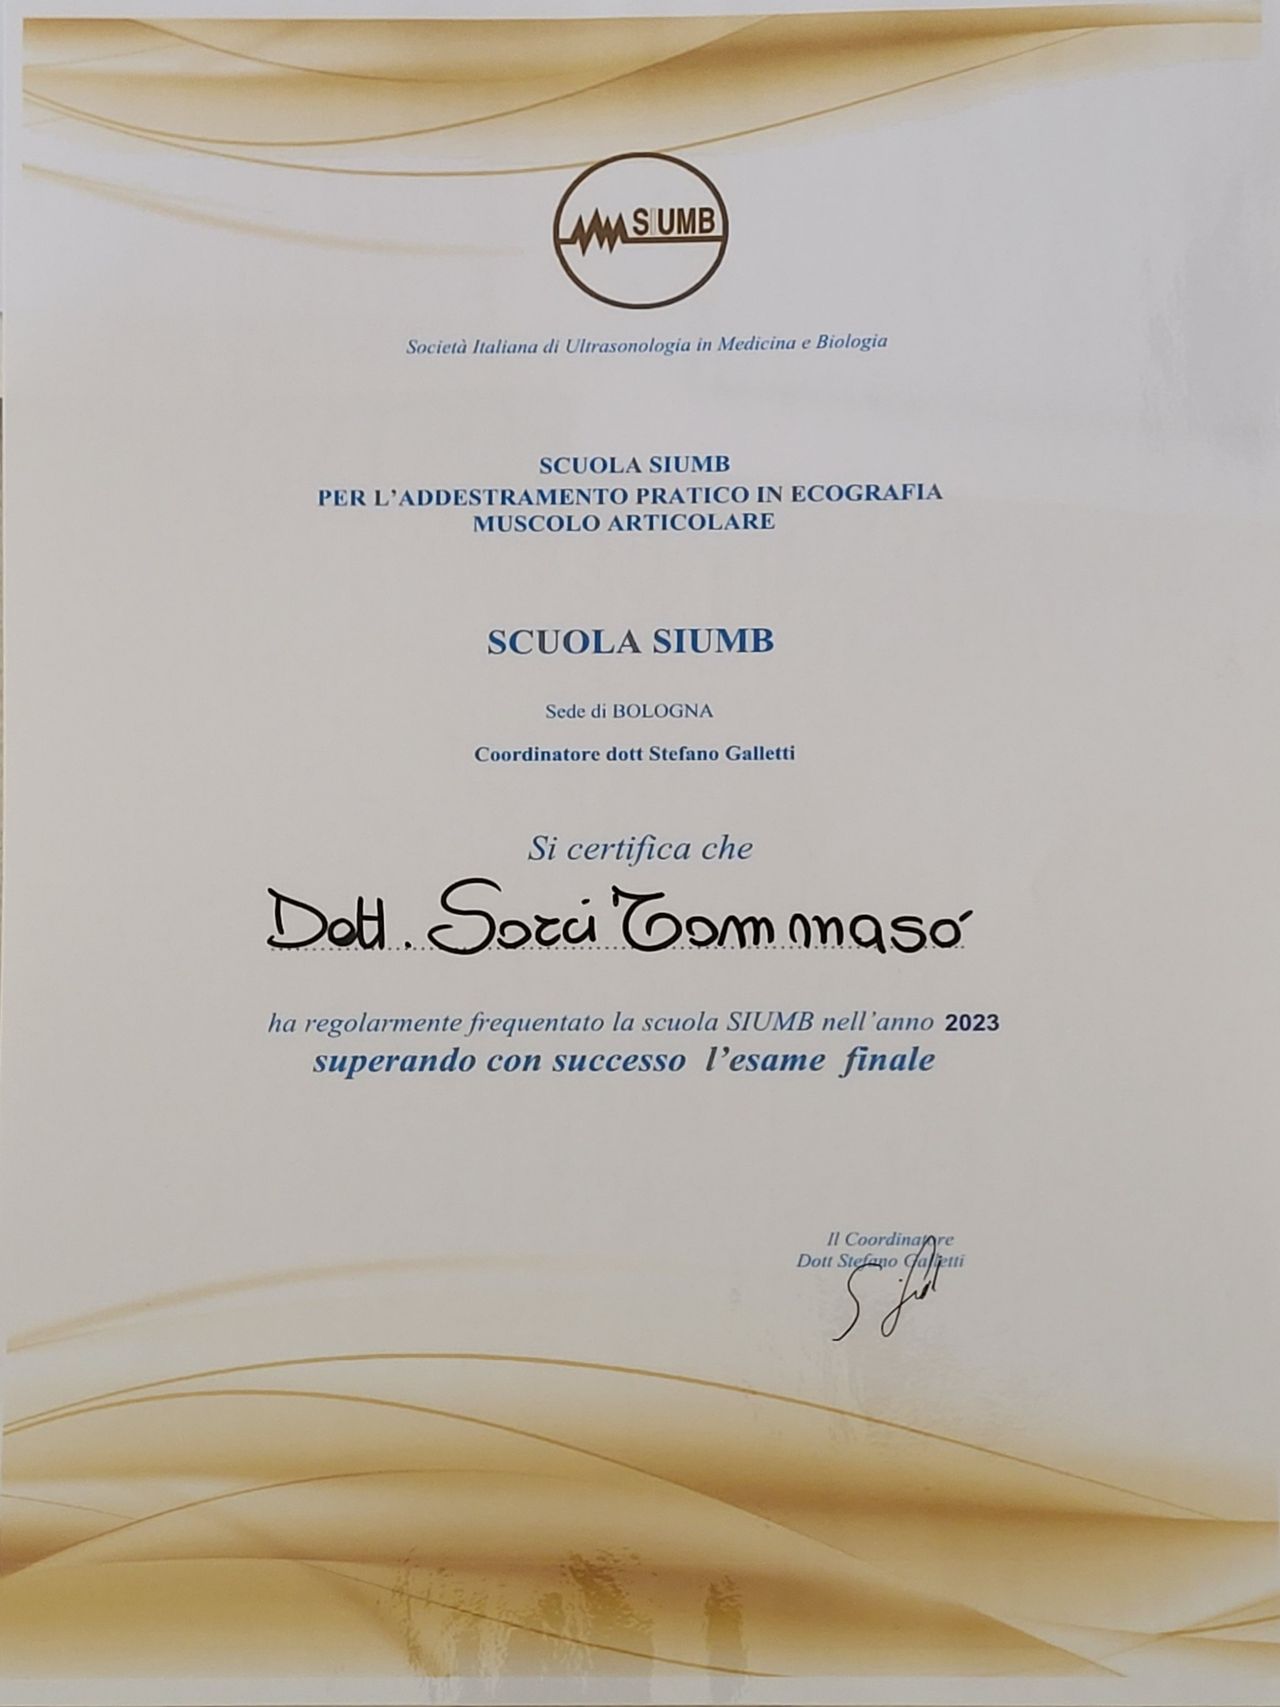 SIUMB
Società Italiana di Ultrasonologia in Medicina e Biologia
SCUOLA SIUMB
PER L'ADDESTRAMENTO PRATICO IN ECOGRAFIA
MUSCOLO ARTICOLARE
SCUOLA SIUMB
Sede di BOLOGNA
Coordinatore dott Stefano Galletti
Si certifica che
Dott. Sorci Tommaso
ha regolarmente frequentato la scuola SIUMB nell'anno 2023
superando con successo l'esame finale
Il Coordinatore
Dott Stefano Galletti